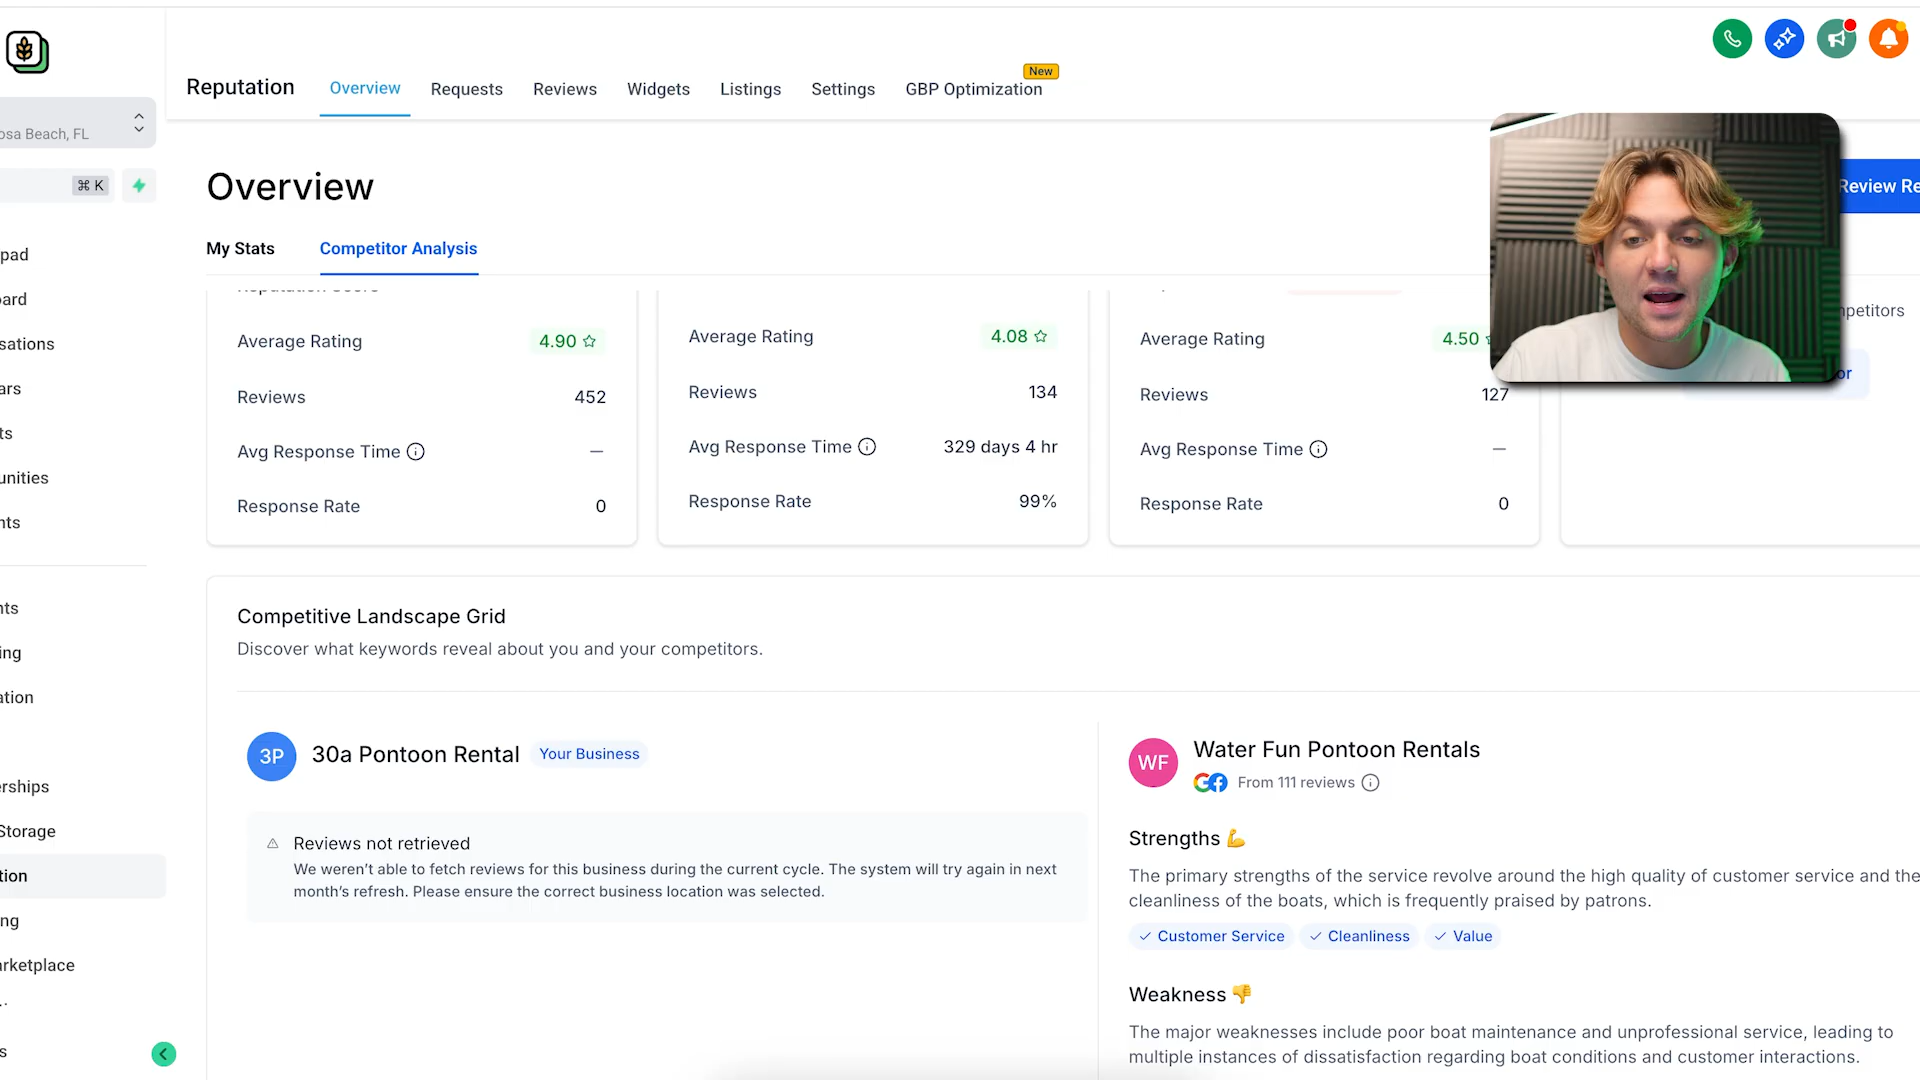 Reputation
Overview
Requests
Reviews
Widgets
Listings
Settings
GBP Optimization
New
osa Beach, FL
⌘ K
Overview
Review Re
My Stats
Competitor Analysis
Average Rating 4.90
Reviews 452
Avg Response Time —
Response Rate 0
Average Rating 4.08
Reviews 134
Avg Response Time 329 days 4 hr
Response Rate 99%
Average Rating 4.50
Reviews 127
Avg Response Time —
Response Rate 0
mpetitors
or
pad
ard
sations
ars
ts
unities
nts
nts
ing
ation
erships
Storage
tion
ng
arketplace
s
Competitive Landscape Grid
Discover what keywords reveal about you and your competitors.
3P
30a Pontoon Rental
Your Business
Reviews not retrieved
We weren't able to fetch reviews for this business during the current cycle. The system will try again in next
month's refresh. Please ensure the correct business location was selected.
WF
Water Fun Pontoon Rentals
From 111 reviews
Strengths 💪
The primary strengths of the service revolve around the high quality of customer service and the
cleanliness of the boats, which is frequently praised by patrons.
Customer Service
Cleanliness
Value
Weakness 👎
The major weaknesses include poor boat maintenance and unprofessional service, leading to
multiple instances of dissatisfaction regarding boat conditions and customer interactions.